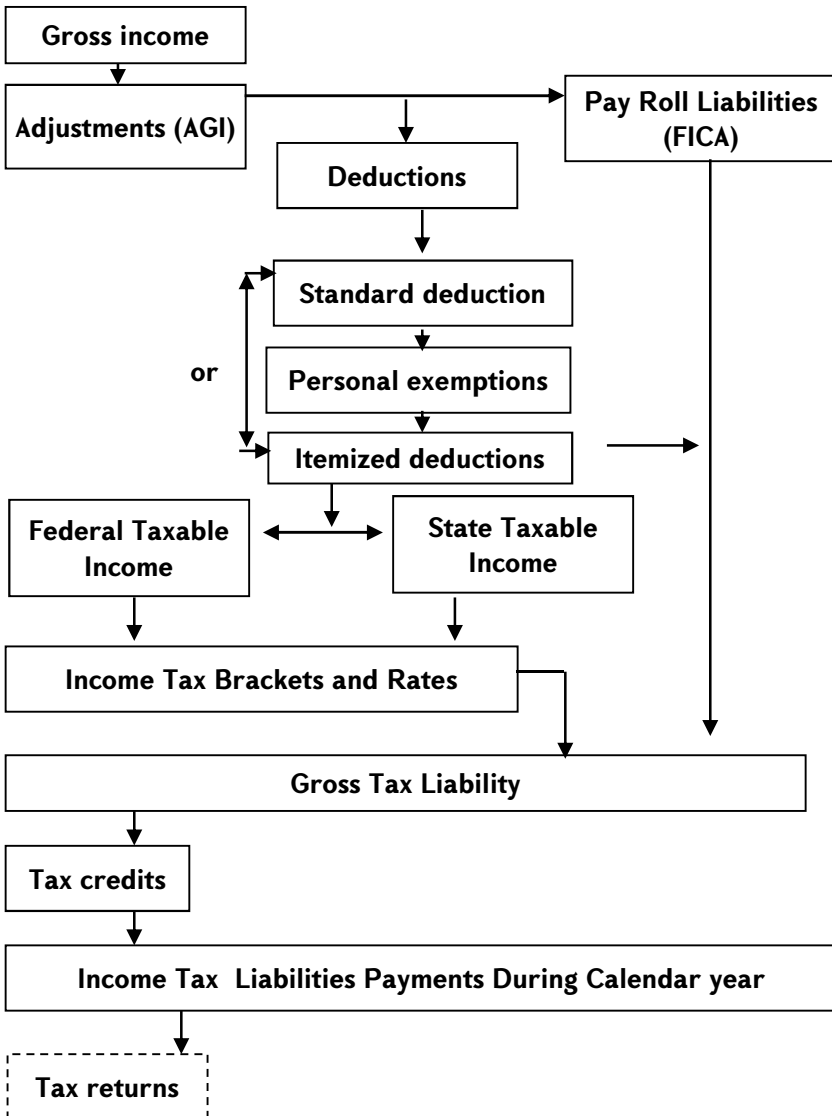 Gross income
Adjustments (AGI)
Pay Roll Liabilities
(FICA)
Deductions
Standard deduction
or
Personal exemptions
Itemized deductions
Federal Taxable
Income
State Taxable
Income
Income Tax Brackets and Rates
Gross Tax Liability
Tax credits
Income Tax  Liabilities Payments During Calendar year
Tax returns